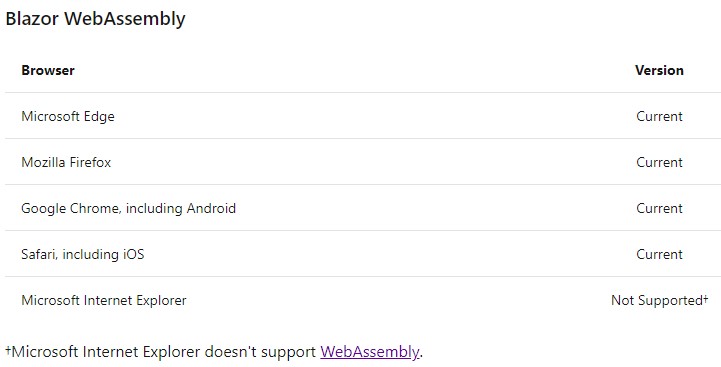 Blazor WebAssembly
Browser Version
Microsoft Edge Current
Mozilla Firefox Current
Google Chrome, including Android Current
Safari, including iOS Current
Microsoft Internet Explorer Not Supported†
†Microsoft Internet Explorer doesn't support WebAssembly.